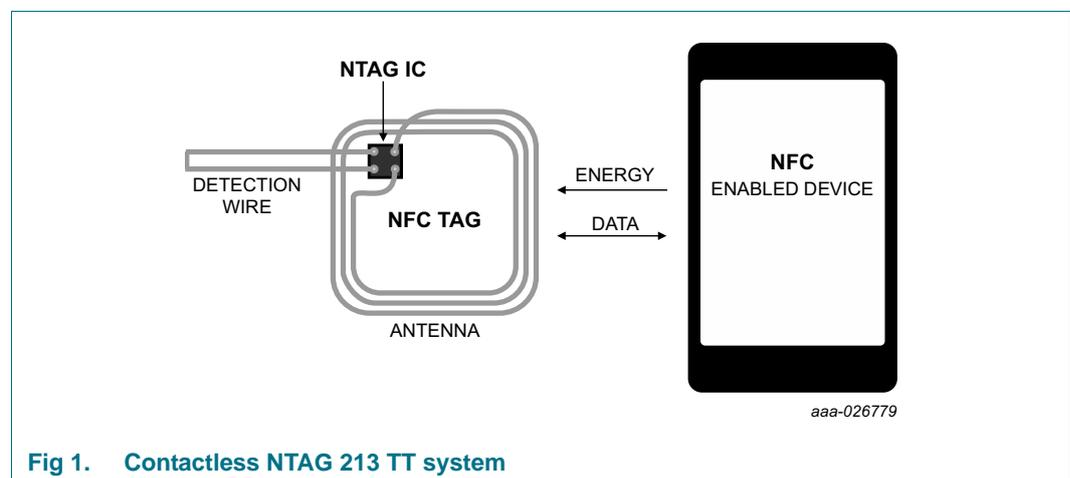 NTAG IC
DETECTION
WIRE
NFC TAG
ANTENNA
ENERGY
DATA
NFC
ENABLED DEVICE
aaa-026779
Fig 1. Contactless NTAG 213 TT system